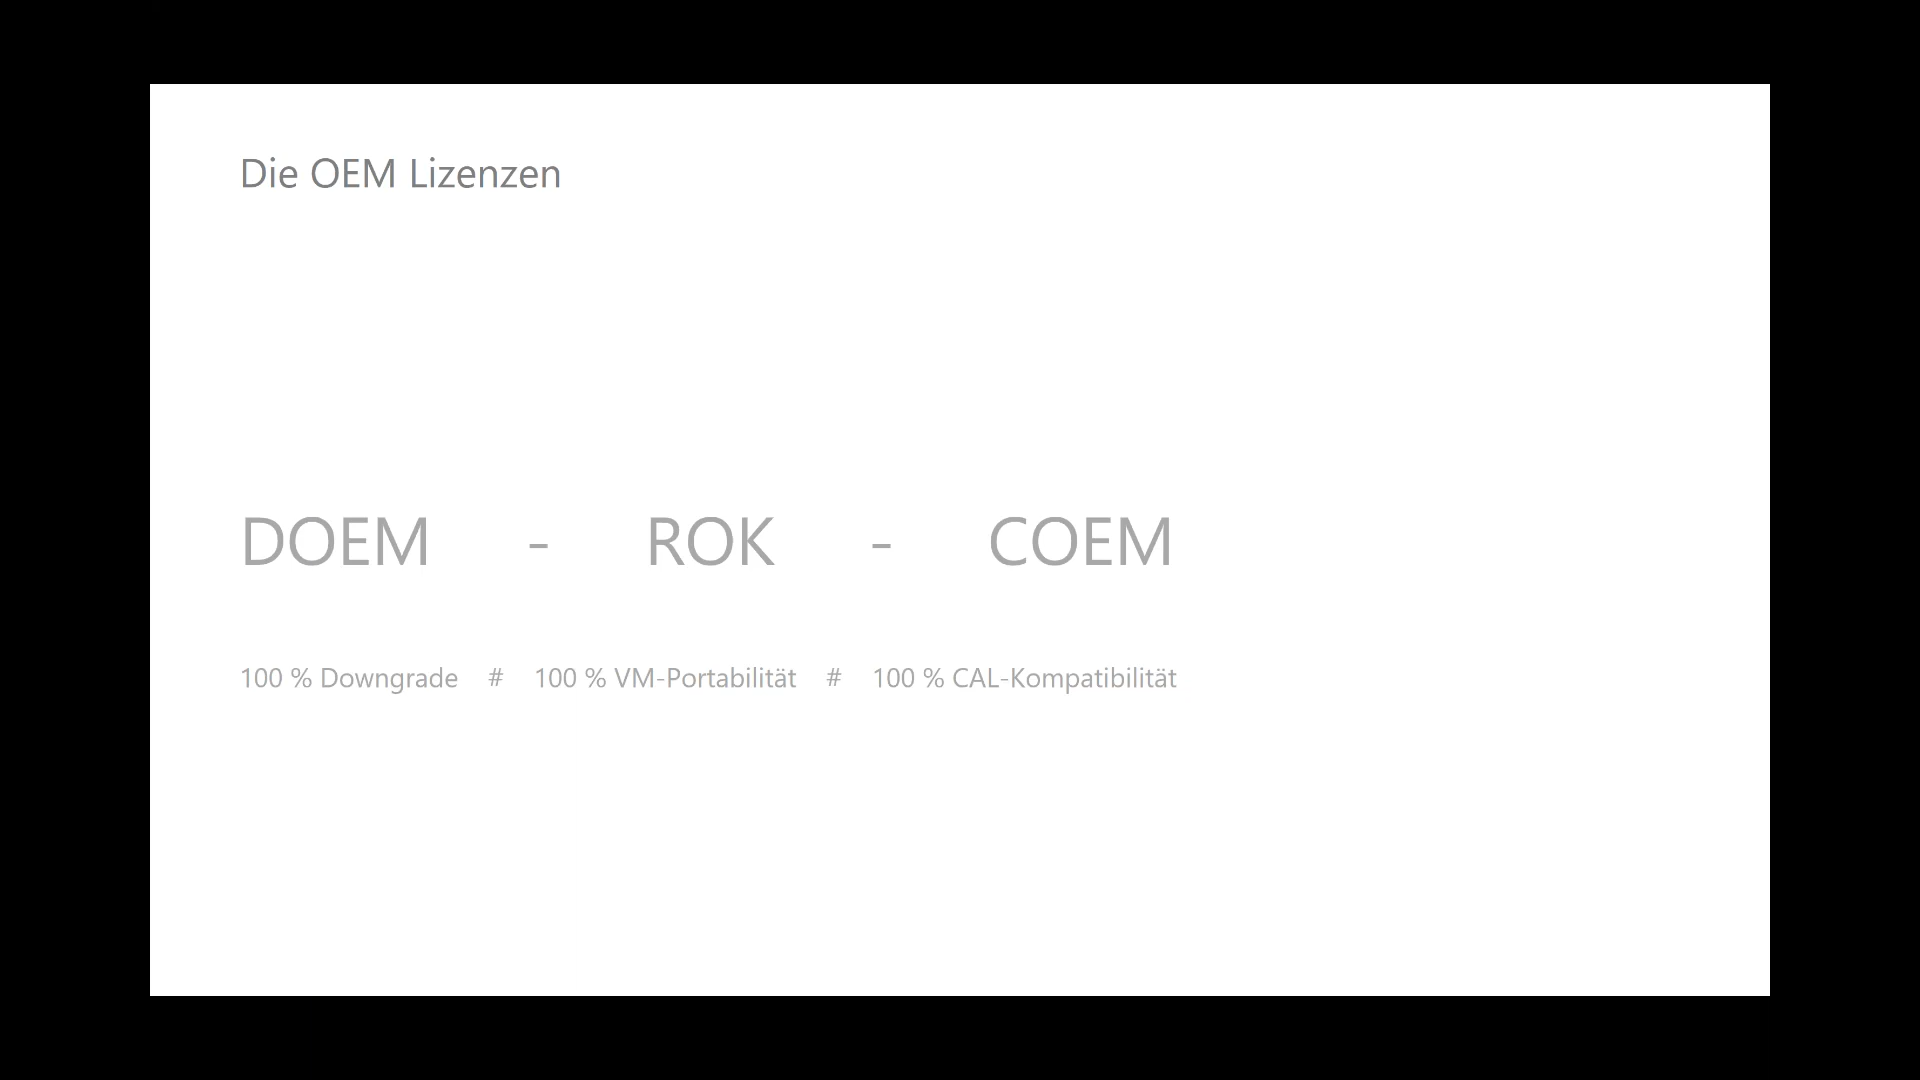 Die OEM Lizenzen
DOEM - ROK - COEM
100 % Downgrade # 100 % VM-Portabilität # 100 % CAL-Kompatibilität